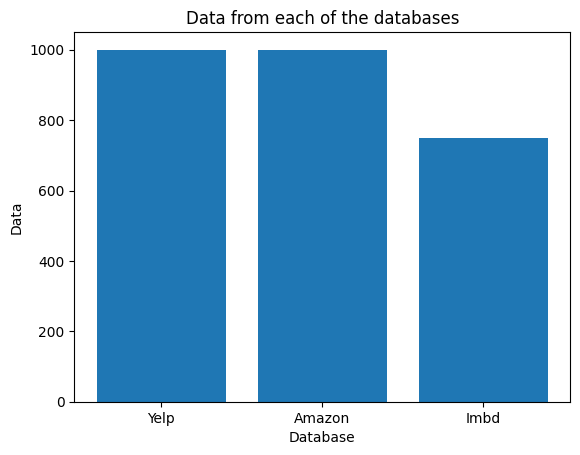 Data from each of the databases
1000
800
600
400
200
0
Data
Yelp Amazon Imbd
Database